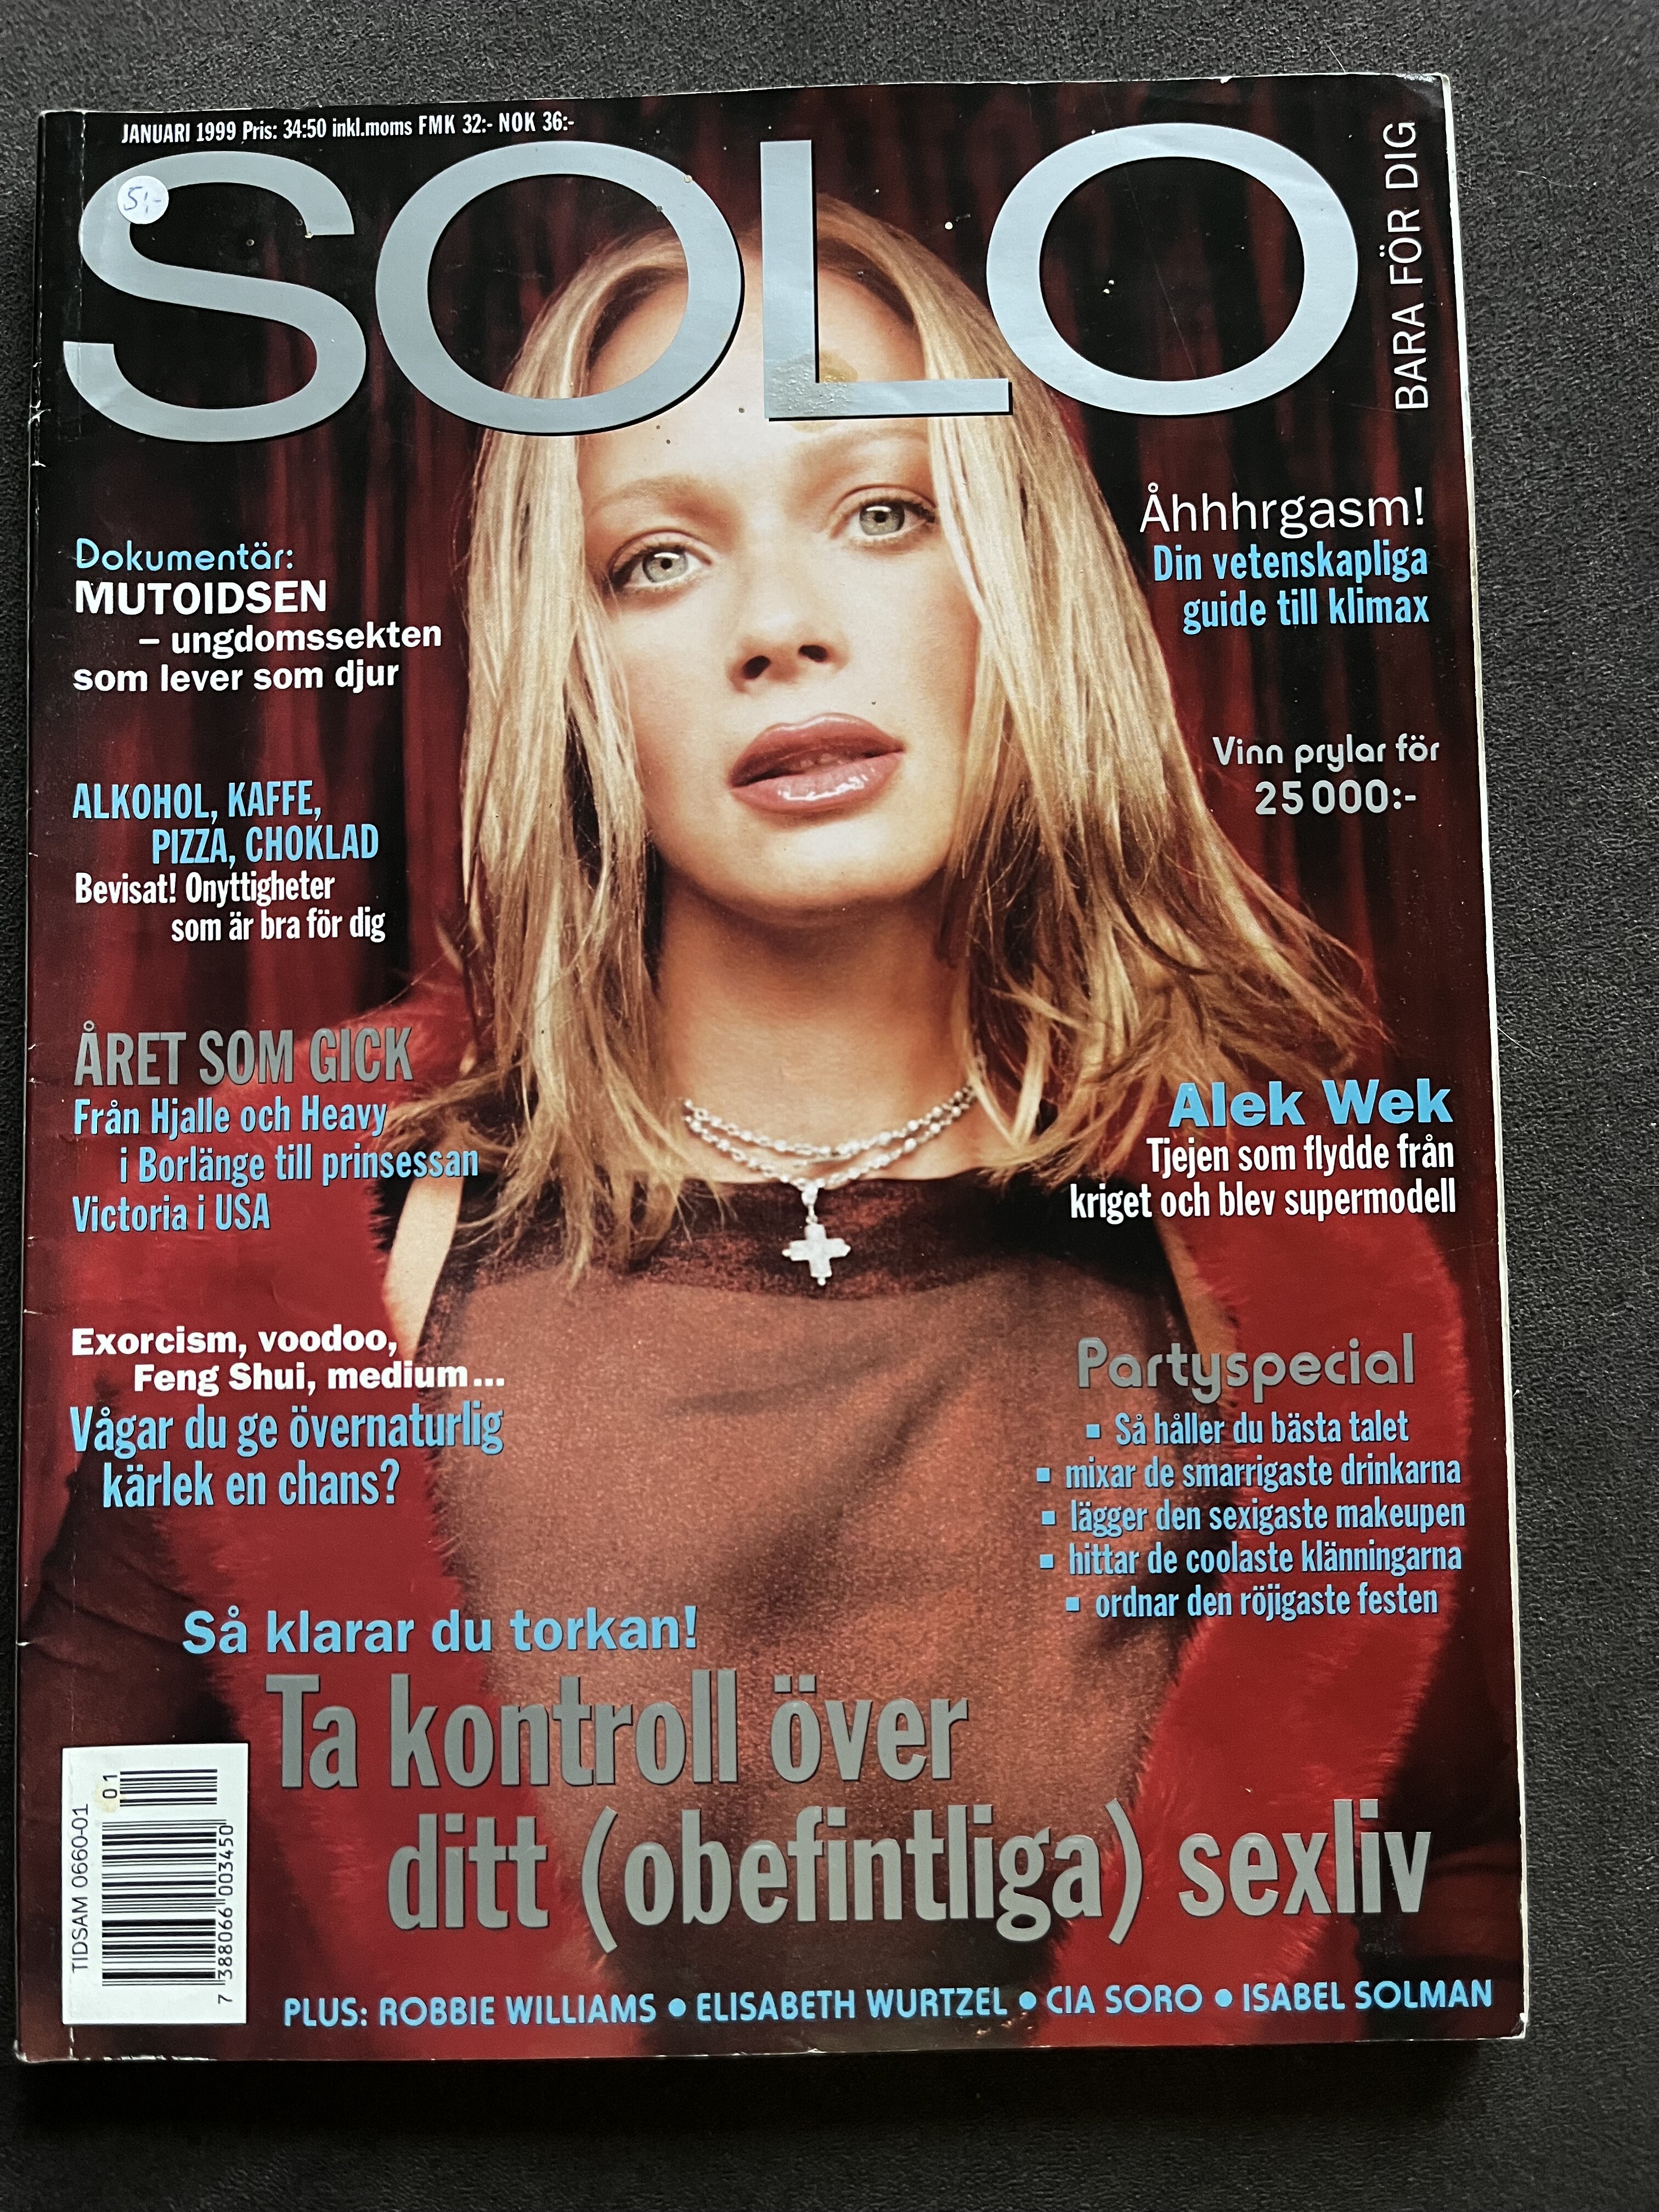 JANUARI 1999 Pris: 34:50 inkl.moms FMK 32:- NOK 36:-
SOLO
5:-
BARA FÖR DIG
Dokumentär:
MUTOIDSEN
– ungdomssekten
som lever som djur
ALKOHOL, KAFFE,
PIZZA, CHOKLAD
Bevisat! Onyttigheter
som är bra för dig
ÅRET SOM GICK
Från Hjalle och Heavy
i Borlänge till prinsessan
Victoria i USA
Exorcism, voodoo,
Feng Shui, medium...
Vågar du ge övernaturlig
kärlek en chans?
Åhhhrgasm!
Din vetenskapliga
guide till klimax
Vinn prylar för
25 000:-
Alek Wek
Tjejen som flydde från
kriget och blev supermodell
Partyspecial
▪ Så håller du bästa talet
▪ mixar de smarrigaste drinkarna
▪ lägger den sexigaste makeupen
▪ hittar de coolaste klänningarna
▪ ordnar den röjigaste festen
Så klarar du torkan!
Ta kontroll över
ditt (obefintliga) sexliv
TIDSAM 0660-01
01
7 388066 003450
PLUS: ROBBIE WILLIAMS • ELISABETH WURTZEL • CIA SORO • ISABEL SOLMAN